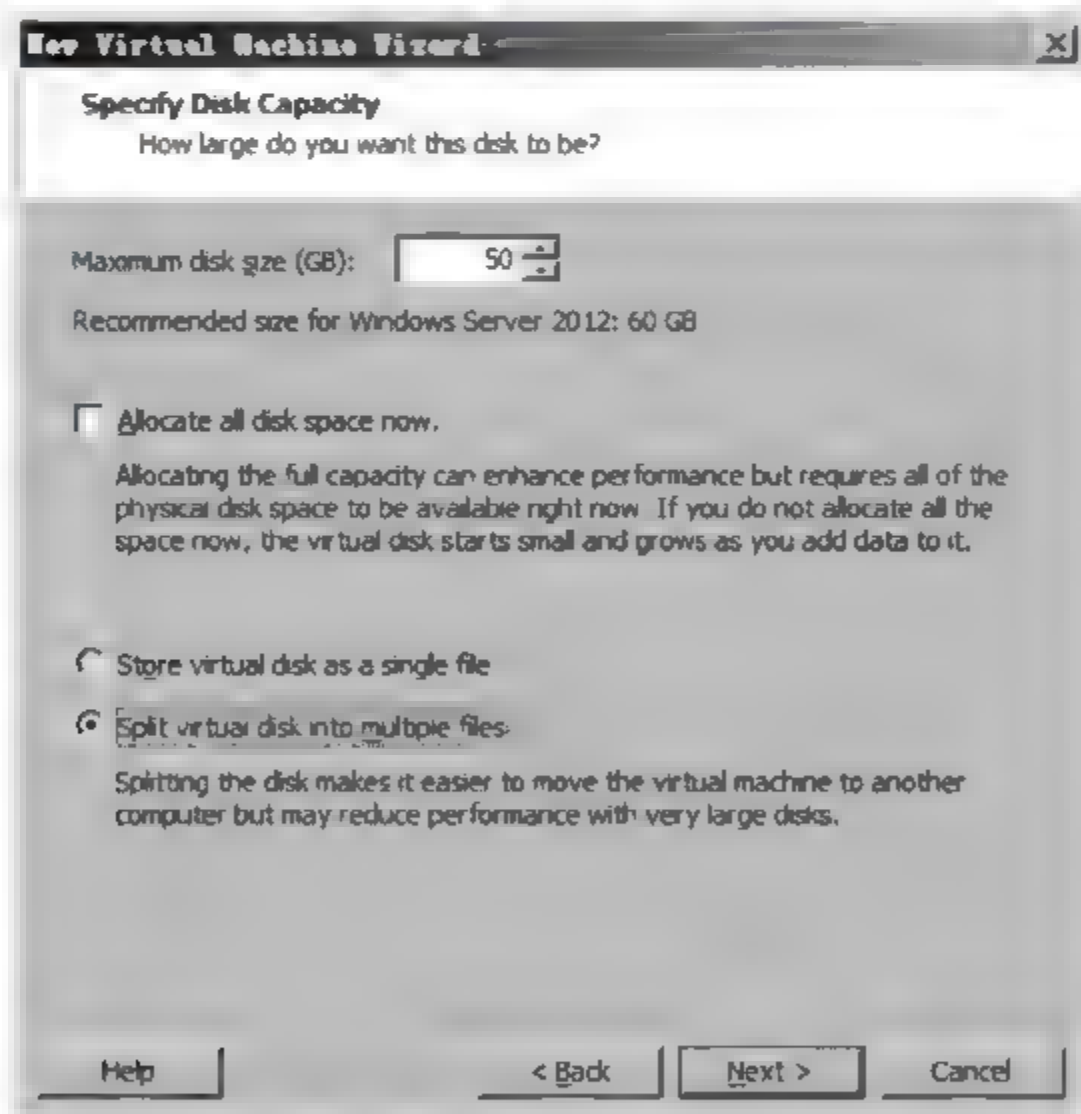 New Virtual Machine Wizard
Specify Disk Capacity
How large do you want this disk to be?
Maximum disk size (GB): 50
Recommended size for Windows Server 2012: 60 GB
Allocate all disk space now.
Allocating the full capacity can enhance performance but requires all of the
physical disk space to be available right now. If you do not allocate all the
space now, the virtual disk starts small and grows as you add data to it.
Store virtual disk as a single file
Split virtual disk into multiple files
Splitting the disk makes it easier to move the virtual machine to another
computer but may reduce performance with very large disks.
Help < Back Next > Cancel